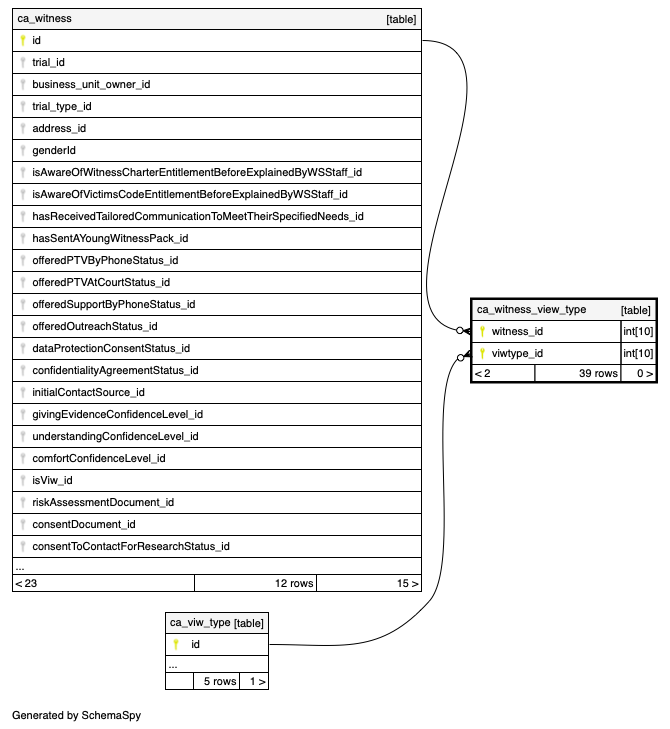 ca_witness [table]
id
trial_id
business_unit_owner_id
trial_type_id
address_id
genderId
isAwareOfWitnessCharterEntitlementBeforeExplainedByWSStaff_id
isAwareOfVictimsCodeEntitlementBeforeExplainedByWSStaff_id
hasReceivedTailoredCommunicationToMeetTheirSpecifiedNeeds_id
hasSentAYoungWitnessPack_id
offeredPTVByPhoneStatus_id
offeredPTVAtCourtStatus_id
offeredSupportByPhoneStatus_id
offeredOutreachStatus_id
dataProtectionConsentStatus_id
confidentialityAgreementStatus_id
initialContactSource_id
givingEvidenceConfidenceLevel_id
understandingConfidenceLevel_id
comfortConfidenceLevel_id
isViw_id
riskAssessmentDocument_id
consentDocument_id
consentToContactForResearchStatus_id
...
< 23 12 rows 15 >
ca_witness_view_type [table]
witness_id int[10]
viwtype_id int[10]
< 2 39 rows 0 >
ca_viw_type [table]
id
...
5 rows 1 >
Generated by SchemaSpy